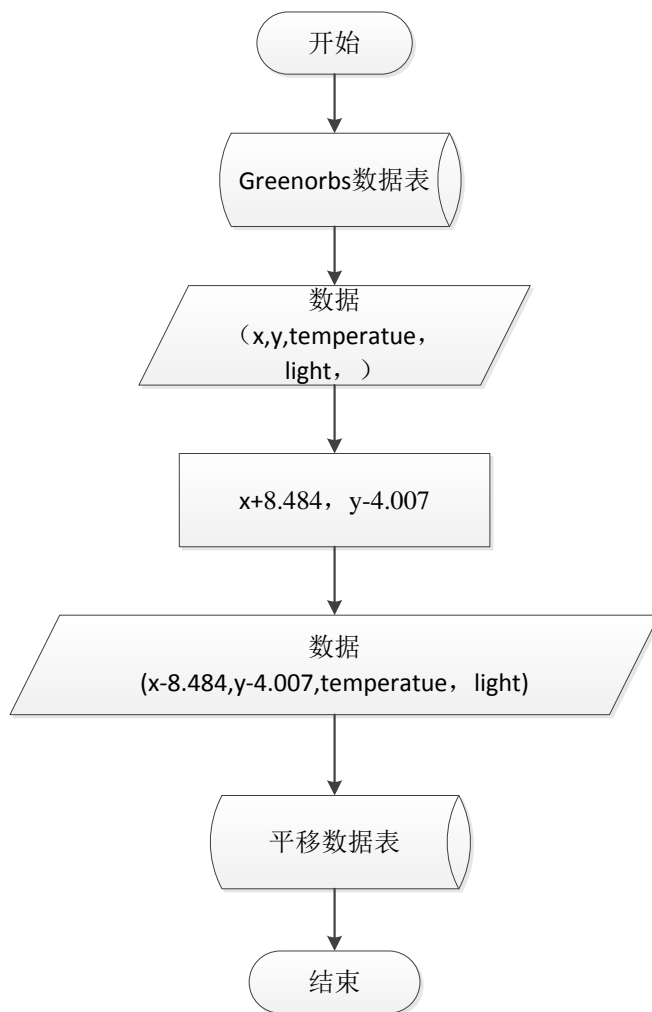 开始
Greenorbs数据表
数据
（x,y,temperatue，
light，）
x+8.484，y-4.007
数据
(x-8.484,y-4.007,temperatue，light)
平移数据表
结束